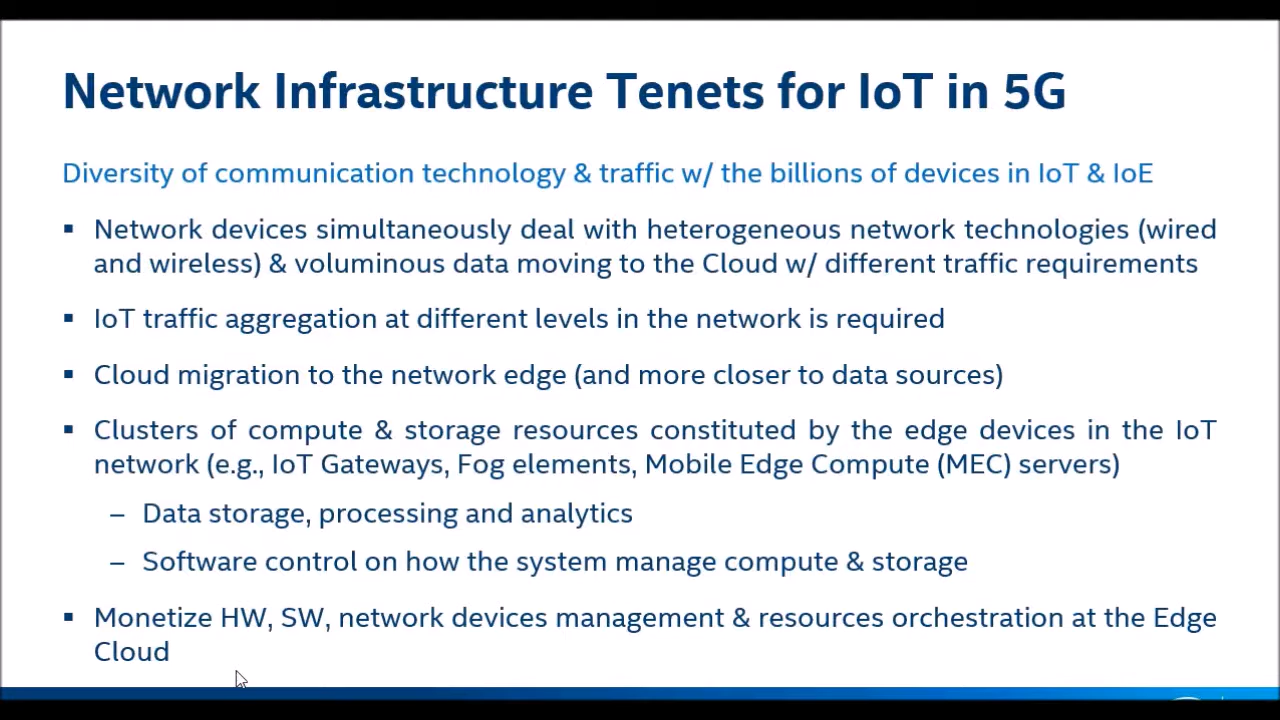 Network Infrastructure Tenets for IoT in 5G
Diversity of communication technology & traffic w/ the billions of devices in IoT & IoE
▪ Network devices simultaneously deal with heterogeneous network technologies (wired
and wireless) & voluminous data moving to the Cloud w/ different traffic requirements
▪ IoT traffic aggregation at different levels in the network is required
▪ Cloud migration to the network edge (and more closer to data sources)
▪ Clusters of compute & storage resources constituted by the edge devices in the IoT
network (e.g., IoT Gateways, Fog elements, Mobile Edge Compute (MEC) servers)
– Data storage, processing and analytics
– Software control on how the system manage compute & storage
▪ Monetize HW, SW, network devices management & resources orchestration at the Edge
Cloud